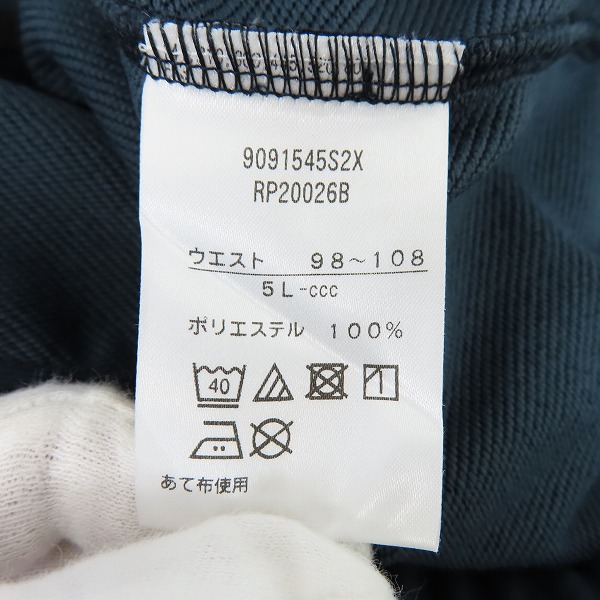 9091545S2X
RP20026B
ウエスト 98～108
5L-ccc
ポリエステル 100%
40
あて布使用